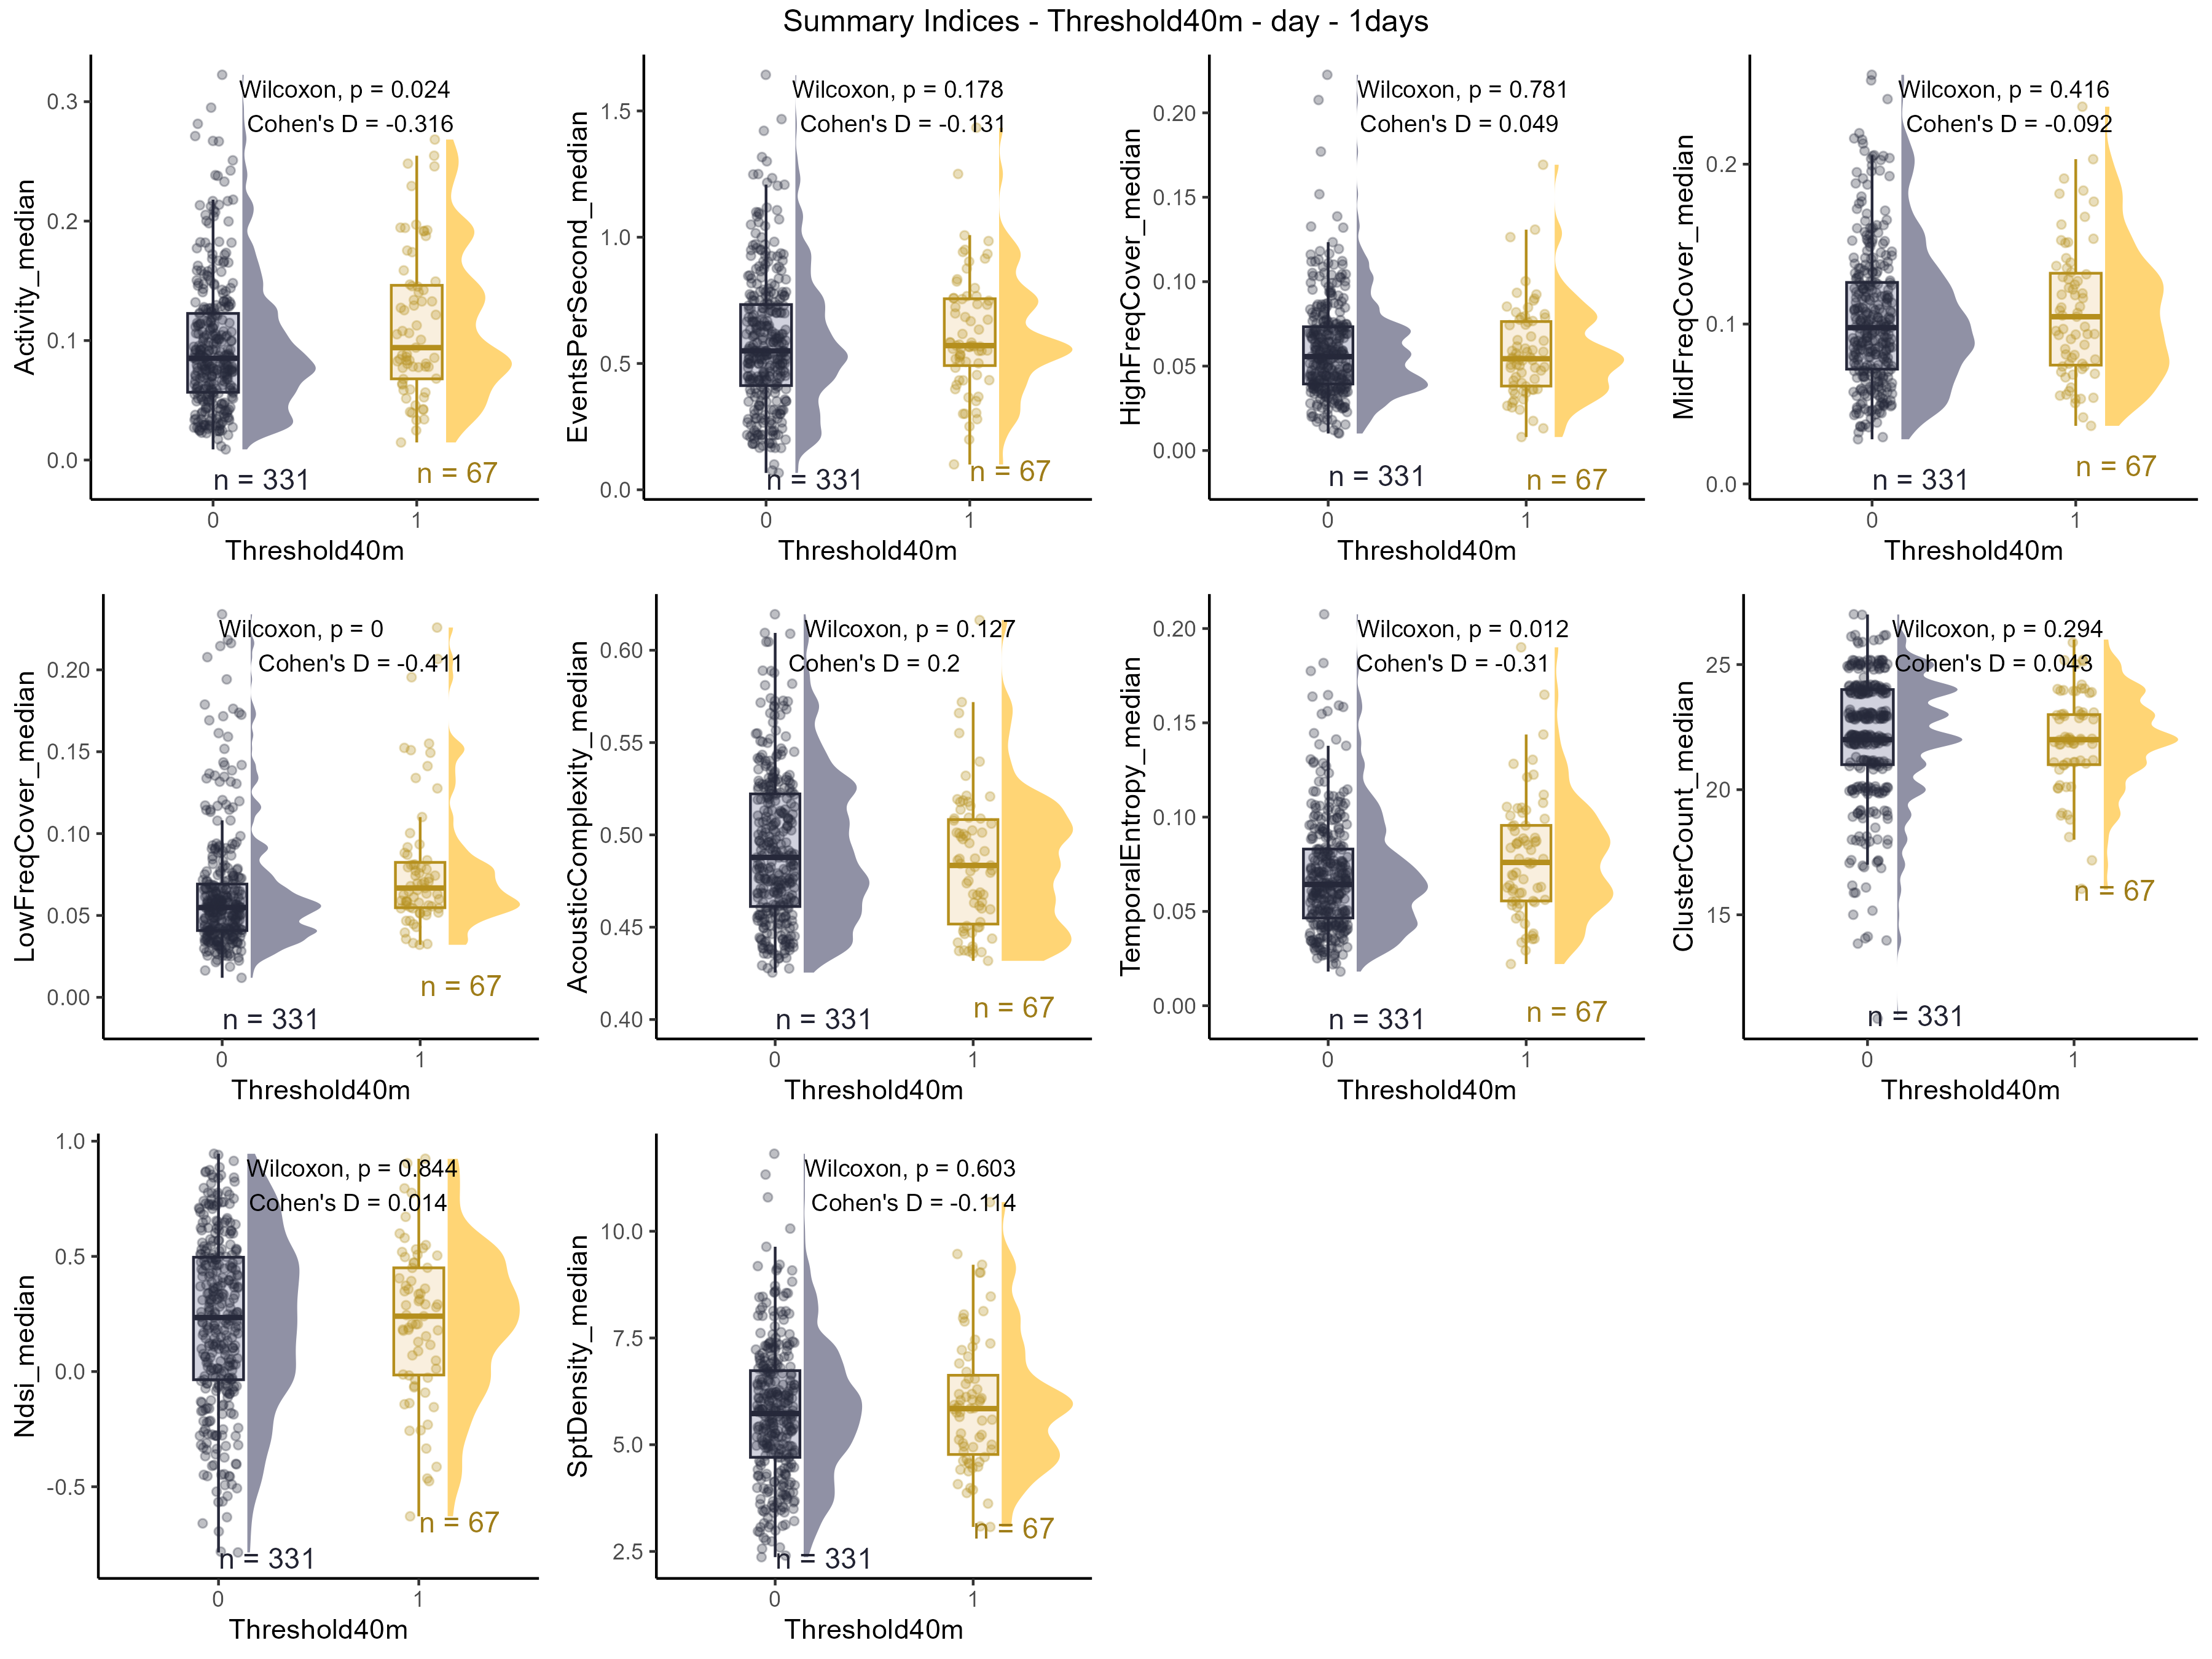 Summary Indices - Threshold40m - day - 1days
Activity_median
0.3
0.2
0.1
0.0
Wilcoxon, p = 0.024
Cohen's D = -0.316
n = 331
n = 67
0
1
Threshold40m
EventsPerSecond_median
1.5
1.0
0.5
0.0
Wilcoxon, p = 0.178
Cohen's D = -0.131
n = 331
n = 67
0
1
Threshold40m
HighFreqCover_median
0.20
0.15
0.10
0.05
0.00
Wilcoxon, p = 0.781
Cohen's D = 0.049
n = 331
n = 67
0
1
Threshold40m
MidFreqCover_median
0.2
0.1
0.0
Wilcoxon, p = 0.416
Cohen's D = -0.092
n = 331
n = 67
0
1
Threshold40m
LowFreqCover_median
0.20
0.15
0.10
0.05
0.00
Wilcoxon, p = 0
Cohen's D = -0.411
n = 331
n = 67
0
1
Threshold40m
AcousticComplexity_median
0.60
0.55
0.50
0.45
0.40
Wilcoxon, p = 0.127
Cohen's D = 0.2
n = 331
n = 67
0
1
Threshold40m
TemporalEntropy_median
0.20
0.15
0.10
0.05
0.00
Wilcoxon, p = 0.012
Cohen's D = -0.31
n = 331
n = 67
0
1
Threshold40m
ClusterCount_median
25
20
15
Wilcoxon, p = 0.294
Cohen's D = 0.043
n = 331
n = 67
0
1
Threshold40m
Ndsi_median
1.0
0.5
0.0
-0.5
Wilcoxon, p = 0.844
Cohen's D = 0.014
n = 331
n = 67
0
1
Threshold40m
SptDensity_median
10.0
7.5
5.0
2.5
Wilcoxon, p = 0.603
Cohen's D = -0.114
n = 331
n = 67
0
1
Threshold40m